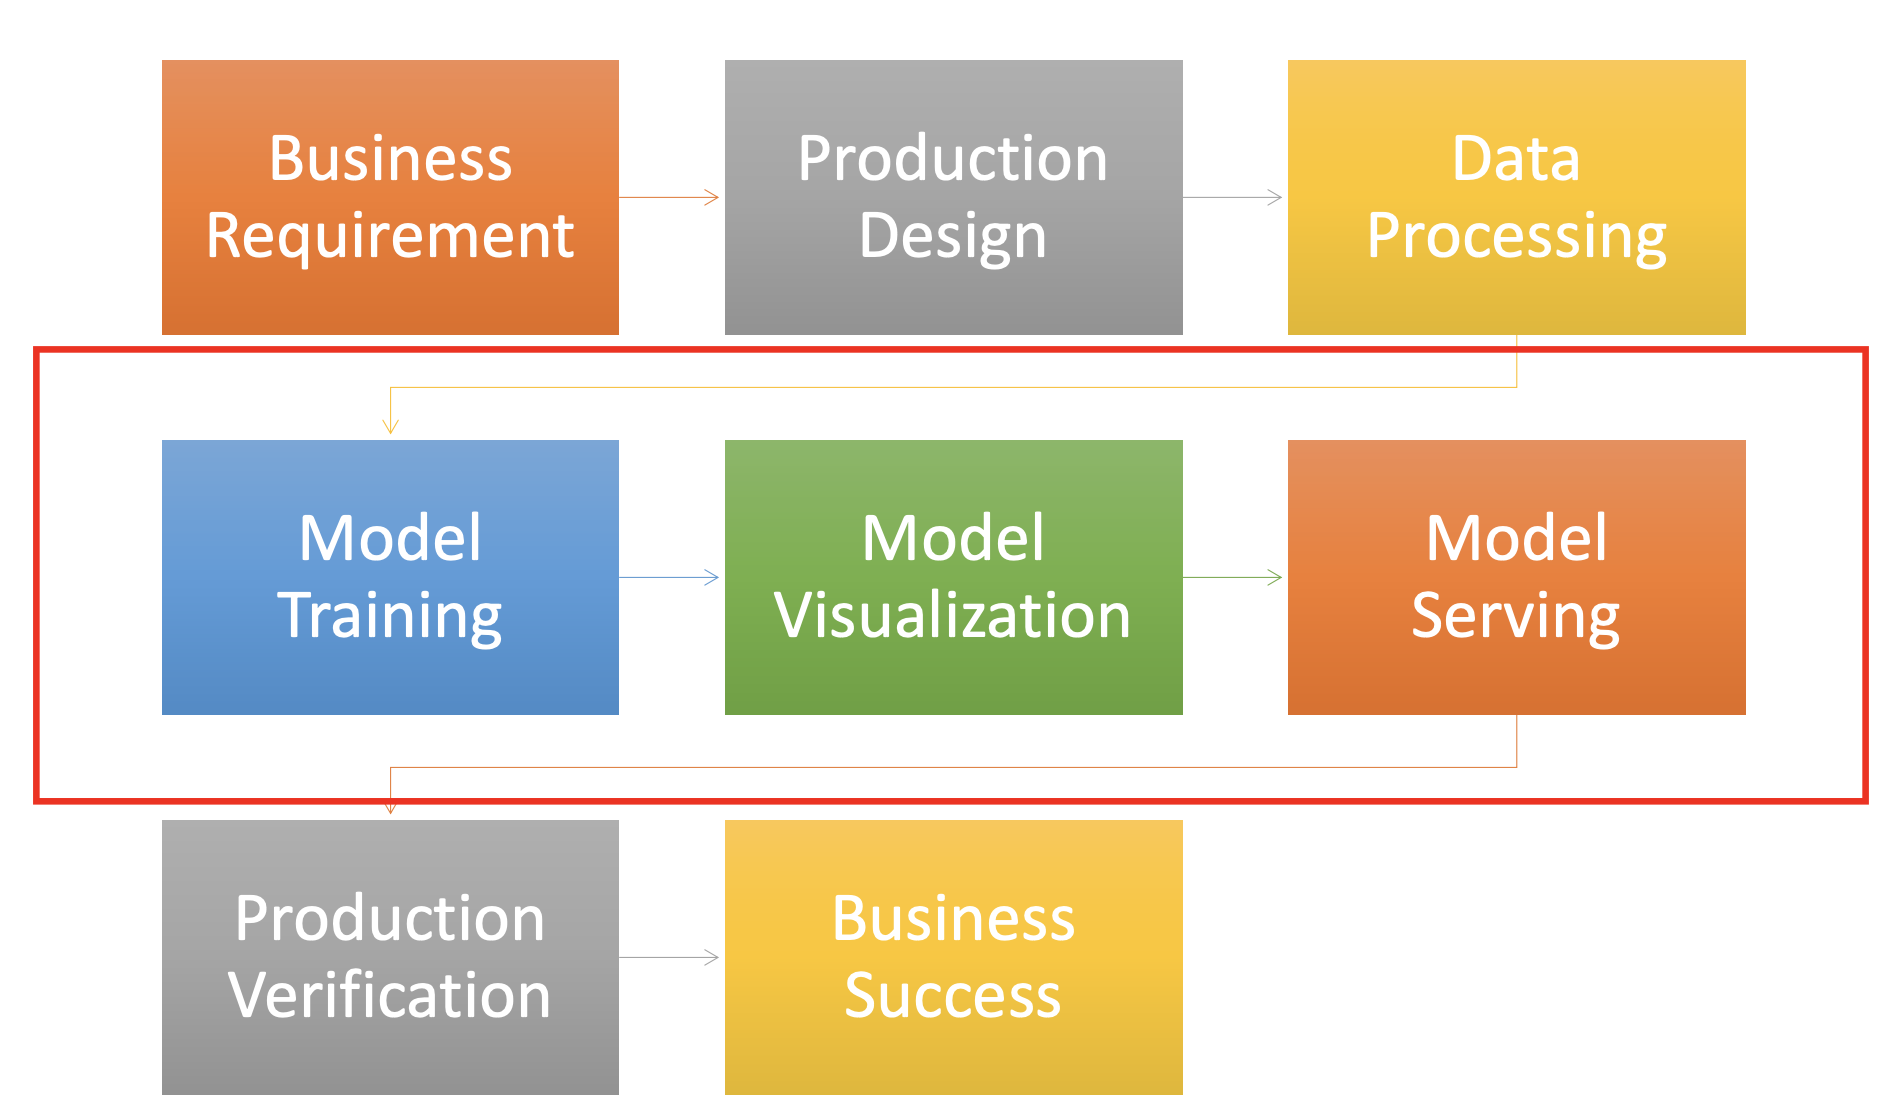 Business
Requirement
Production
Design
Data
Processing
Model
Training
Model
Visualization
Model
Serving
Production
Verification
Business
Success